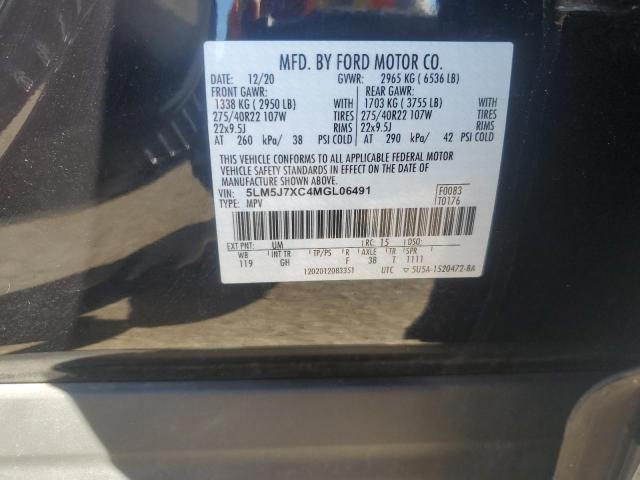 MFD. BY FORD MOTOR CO.
DATE: 12/20 GVWR: 2965 KG ( 6536 LB)
FRONT GAWR: REAR GAWR:
1338 KG ( 2950 LB) WITH 1703 KG ( 3755 LB) WITH
275/40R22 107W TIRES 275/40R22 107W TIRES
22x9.5J RIMS 22x9.5J RIMS
AT 260 kPa/ 38 PSI COLD AT 290 kPa/ 42 PSI COLD
THIS VEHICLE CONFORMS TO ALL APPLICABLE FEDERAL MOTOR
VEHICLE SAFETY STANDARDS IN EFFECT ON THE DATE OF
MANUFACTURE SHOWN ABOVE.
VIN: 5LM5J7XC4MGL06491 F0083
TYPE: MPV T0176
EXT PNT: UM RC: 15 DSO:
WB INT TR TP/PS R AXLE TR SPR
119 GH F 3B T 1111
1202012083351 UTC ▽ 5U5A-1520472-BA